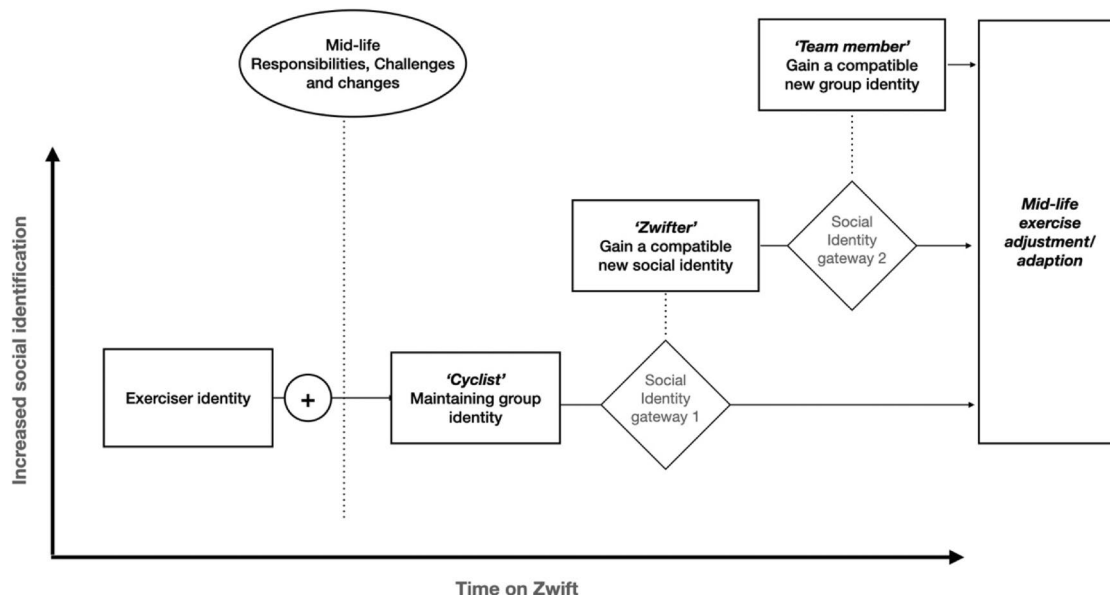 Mid-life
Responsibilities, Challenges
and changes
'Team member'
Gain a compatible
new group identity
'Zwifter'
Gain a compatible
new social identity
Social
Identity
gateway 2
Mid-life
exercise
adjustment/
adaption
Exerciser identity
+
'Cyclist'
Maintaining group
identity
Social
Identity
gateway 1
Increased social identification
Time on Zwift